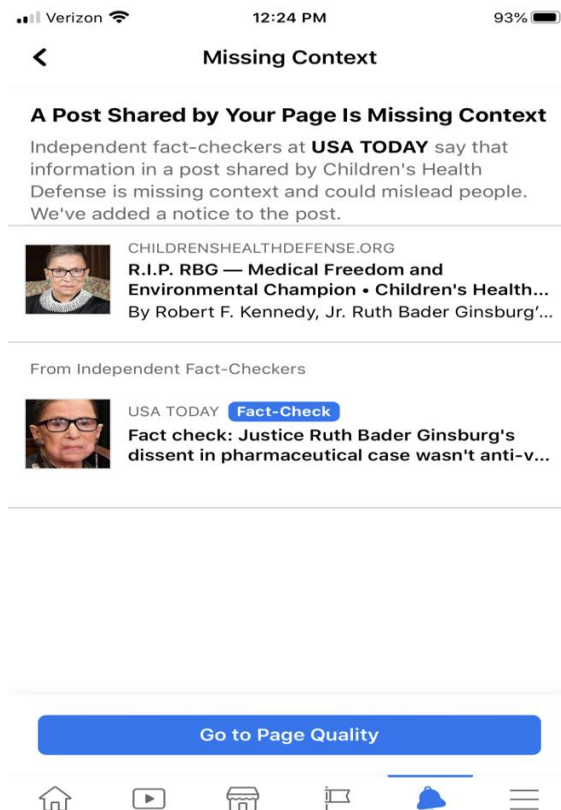 Verizon 12:24 PM 93%
Missing Context
A Post Shared by Your Page Is Missing Context
Independent fact-checkers at USA TODAY say that
information in a post shared by Children's Health
Defense is missing context and could mislead people.
We've added a notice to the post.
CHILDRENSHEALTHDEFENSE.ORG
R.I.P. RBG — Medical Freedom and
Environmental Champion • Children's Health...
By Robert F. Kennedy, Jr. Ruth Bader Ginsburg'...
From Independent Fact-Checkers
USA TODAY Fact-Check
Fact check: Justice Ruth Bader Ginsburg's
dissent in pharmaceutical case wasn't anti-v...
Go to Page Quality